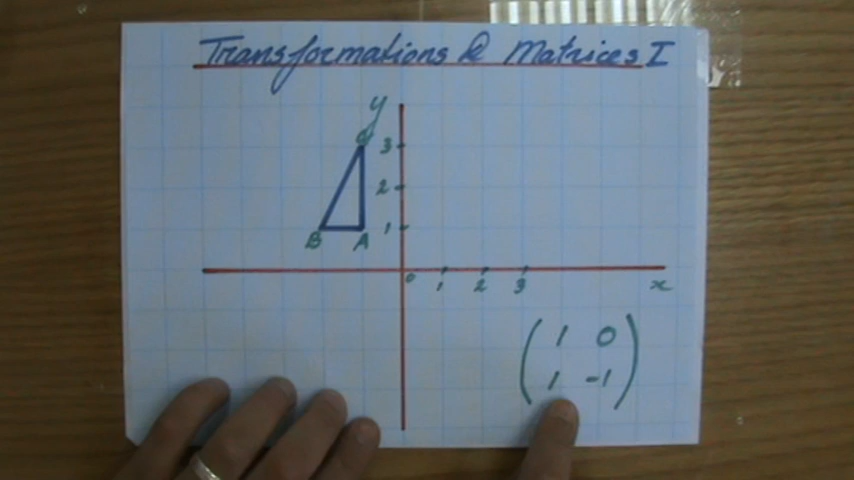 Transformations & Matrices I
y
C 3
2
B A 1
0 1 2 3 x
1 0
1 -1